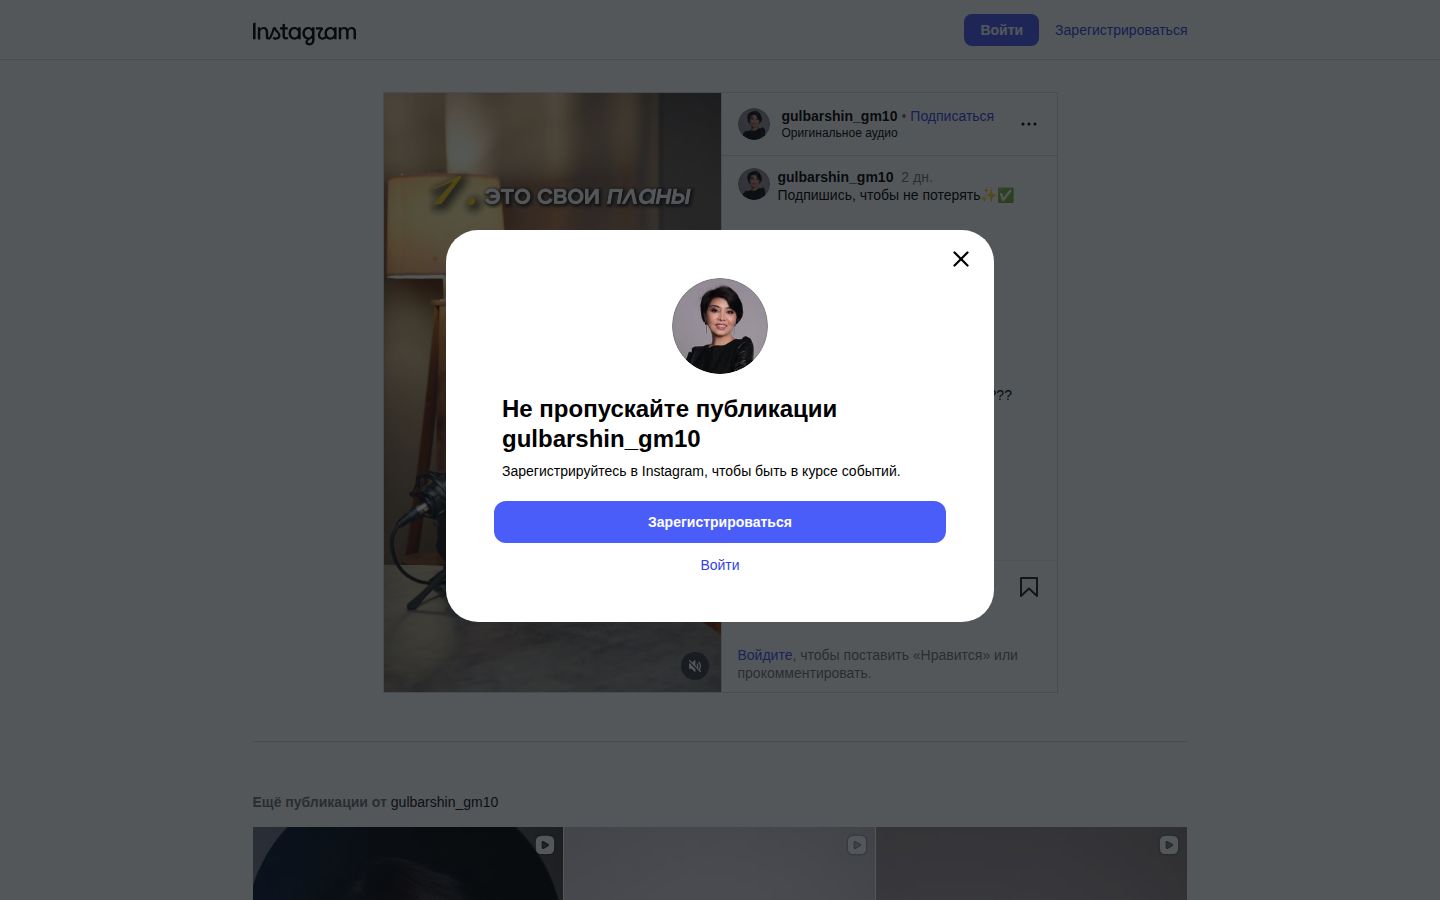 Instagram
Войти
Зарегистрироваться
1. ЭТО СВОИ ПЛАНЫ
gulbarshin_gm10 • Подписаться
Оригинальное аудио
gulbarshin_gm10 2 дн.
Подпишись, чтобы не потерять✨✅
???
Не пропускайте публикации
gulbarshin_gm10
Зарегистрируйтесь в Instagram, чтобы быть в курсе событий.
Зарегистрироваться
Войти
Войдите, чтобы поставить «Нравится» или
прокомментировать.
Ещё публикации от gulbarshin_gm10